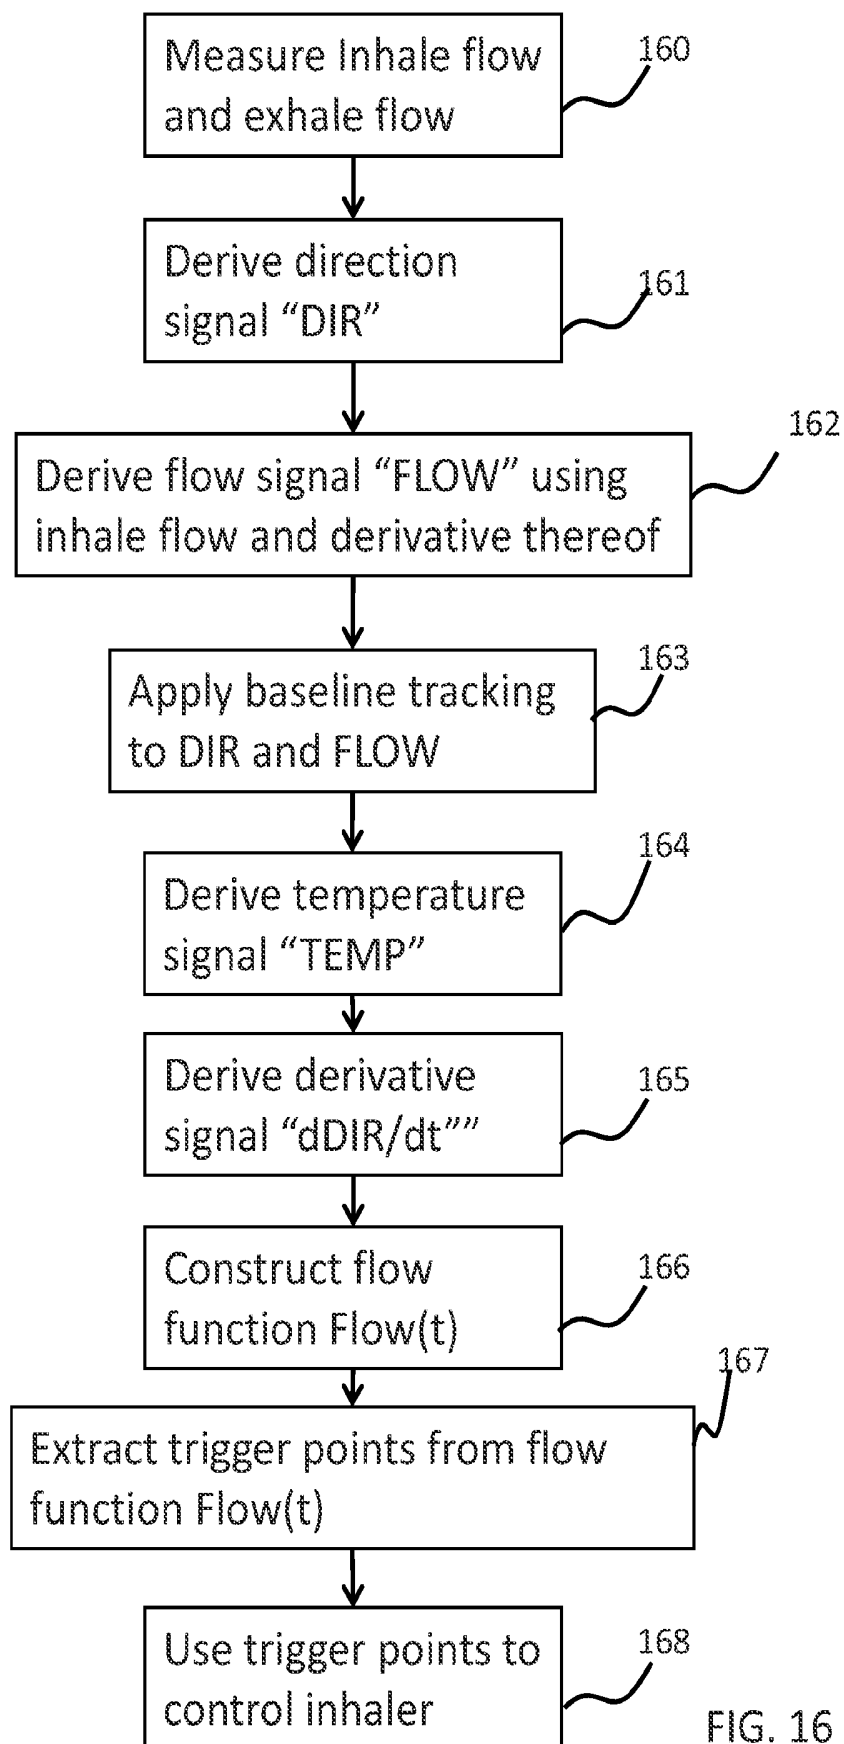 Measure Inhale flow
and exhale flow
160
Derive direction
signal “DIR”
161
Derive flow signal “FLOW” using
inhale flow and derivative thereof
162
Apply baseline tracking
to DIR and FLOW
163
Derive temperature
signal “TEMP”
164
Derive derivative
signal “dDIR/dt””
165
Construct flow
function Flow(t)
166
Extract trigger points from flow
function Flow(t)
167
Use trigger points to
control inhaler
168
FIG. 16